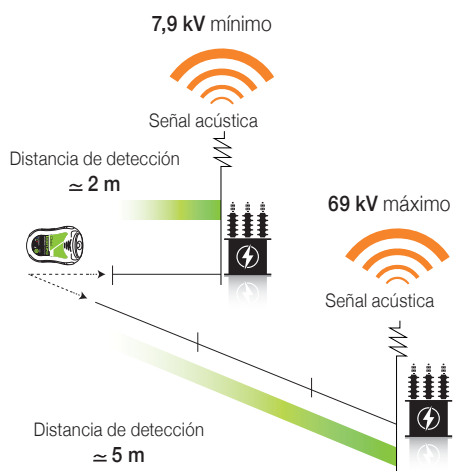 7,9 kV mínimo
Señal acústica
Distancia de detección
≃ 2 m
69 kV máximo
Señal acústica
Distancia de detección
≃ 5 m